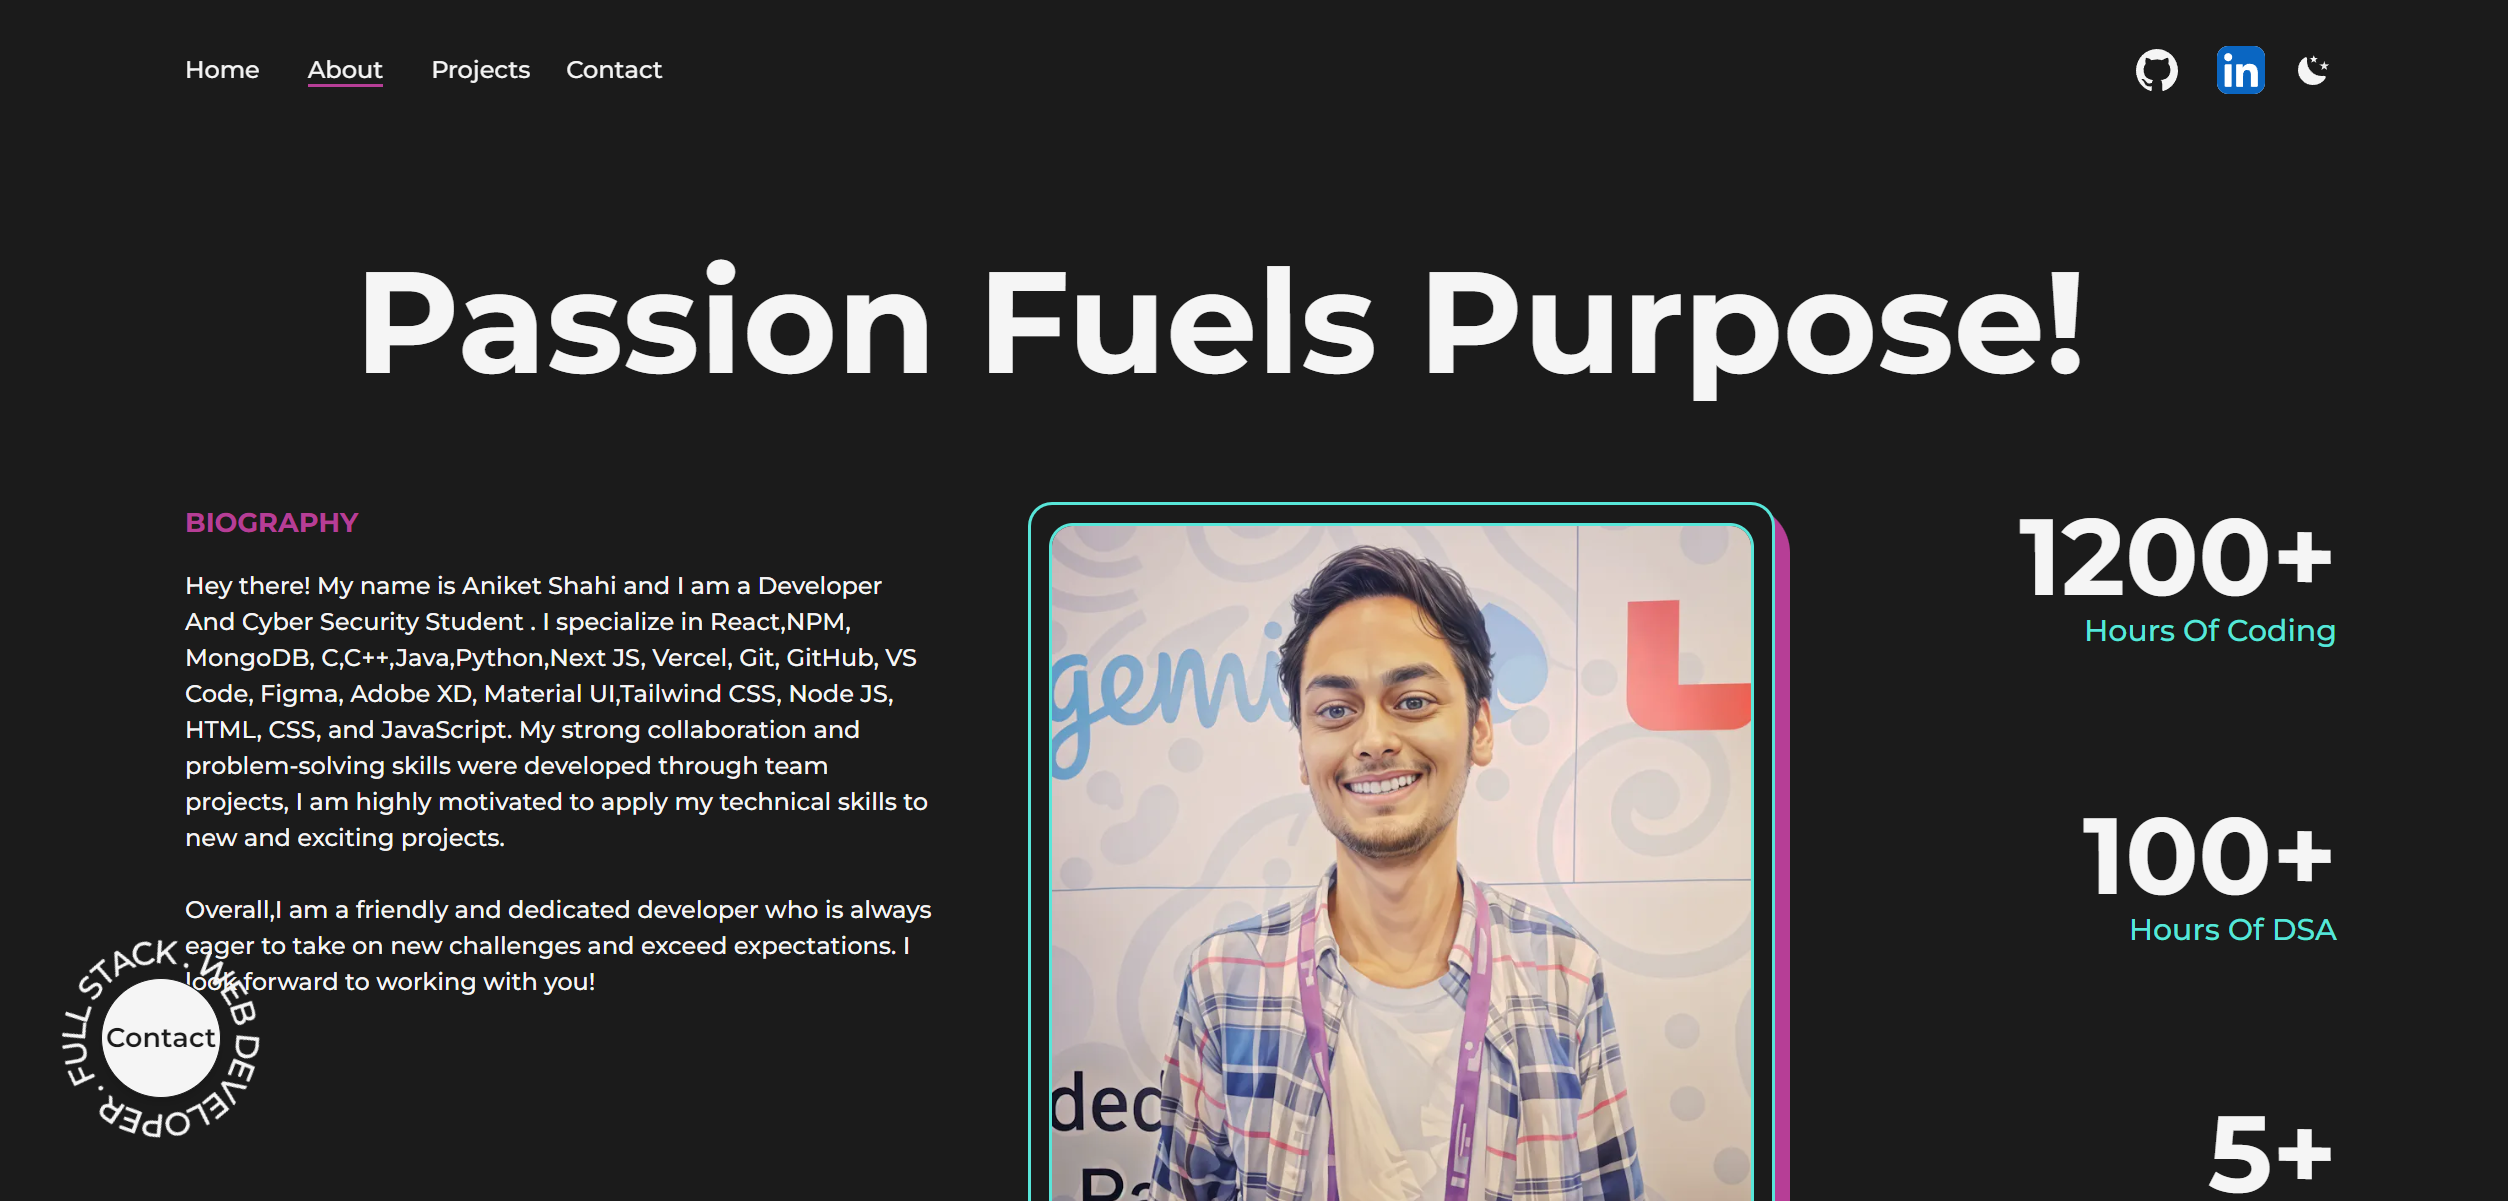 Home About Projects Contact
in
Passion Fuels Purpose!
BIOGRAPHY
Hey there! My name is Aniket Shahi and I am a Developer
And Cyber Security Student . I specialize in React,NPM,
MongoDB, C,C++,Java,Python,Next JS, Vercel, Git, GitHub, VS
Code, Figma, Adobe XD, Material UI,Tailwind CSS, Node JS,
HTML, CSS, and JavaScript. My strong collaboration and
problem-solving skills were developed through team
projects, I am highly motivated to apply my technical skills to
new and exciting projects.
Overall,I am a friendly and dedicated developer who is always
eager to take on new challenges and exceed expectations. I
look forward to working with you!
FULL STACK . WEB DEVELOPER .
Contact
gemi
L
ded
Ra
1200+
Hours Of Coding
100+
Hours Of DSA
5+